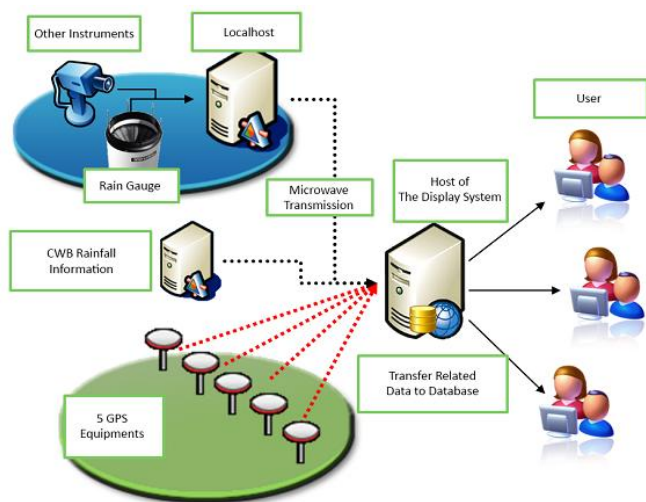 Other Instruments
Localhost
User
Rain Gauge
Microwave
Transmission
Host of
The Display System
CWB Rainfall
Information
Transfer Related
Data to Database
5 GPS
Equipments